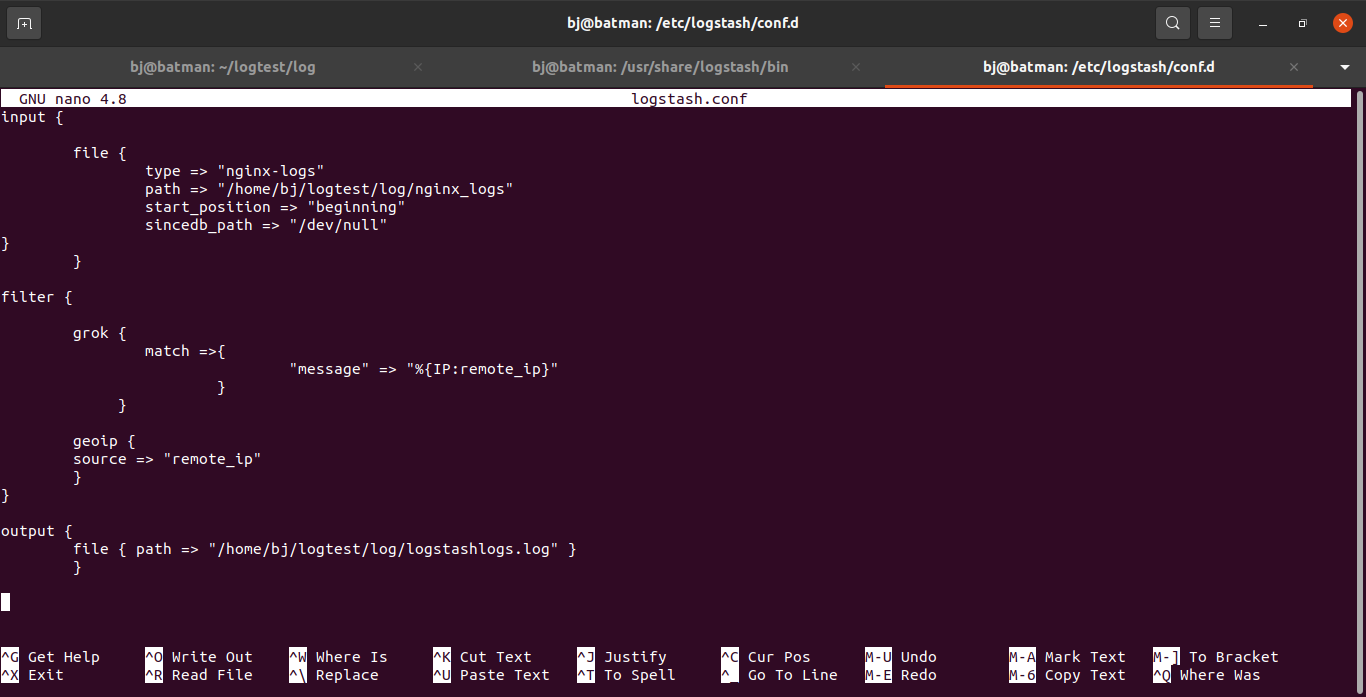 bj@batman: /etc/logstash/conf.d
bj@batman: ~/logtest/log
bj@batman: /usr/share/logstash/bin
bj@batman: /etc/logstash/conf.d
GNU nano 4.8 logstash.conf
input {
file {
type => "nginx-logs"
path => "/home/bj/logtest/log/nginx_logs"
start_position => "beginning"
sincedb_path => "/dev/null"
}
}
filter {
grok {
match =>{
"message" => "%{IP:remote_ip}"
}
}
geoip {
source => "remote_ip"
}
}
output {
file { path => "/home/bj/logtest/log/logstashlogs.log" }
}
^G Get Help ^O Write Out ^W Where Is ^K Cut Text ^J Justify ^C Cur Pos M-U Undo M-A Mark Text M-] To Bracket
^X Exit ^R Read File ^\ Replace ^U Paste Text ^T To Spell ^_ Go To Line M-E Redo M-6 Copy Text ^Q Where Was